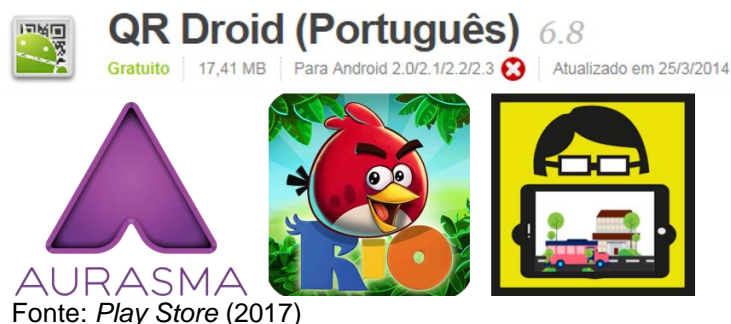 QR Droid (Português) 6.8
Gratuito 17,41 MB Para Android 2.0/2.1/2.2/2.3 Atualizado em 25/3/2014
RIO
AURASMA
Fonte: Play Store (2017)